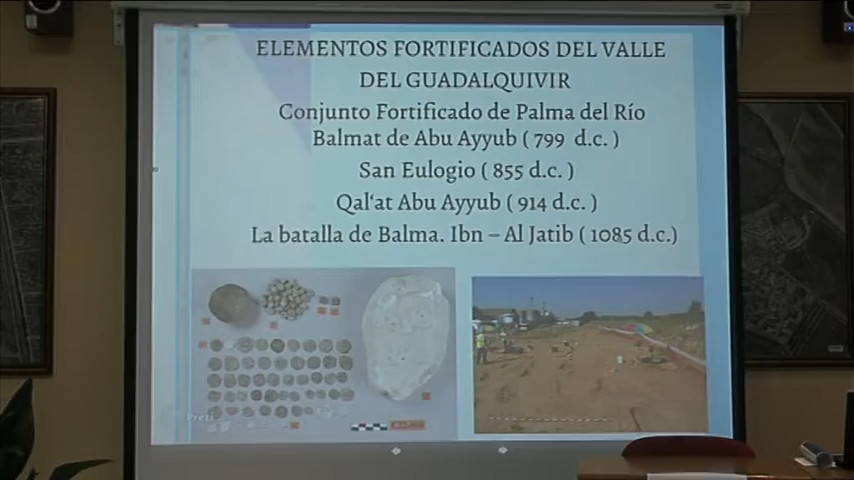 ELEMENTOS FORTIFICADOS DEL VALLE
DEL GUADALQUIVIR
Conjunto Fortificado de Palma del Río
Balmat de Abu Ayyub ( 799 d.c. )
San Eulogio ( 855 d.c. )
Qal'at Abu Ayyub ( 914 d.c. )
La batalla de Balma. Ibn – Al Jatib ( 1085 d.c.)
Prezi